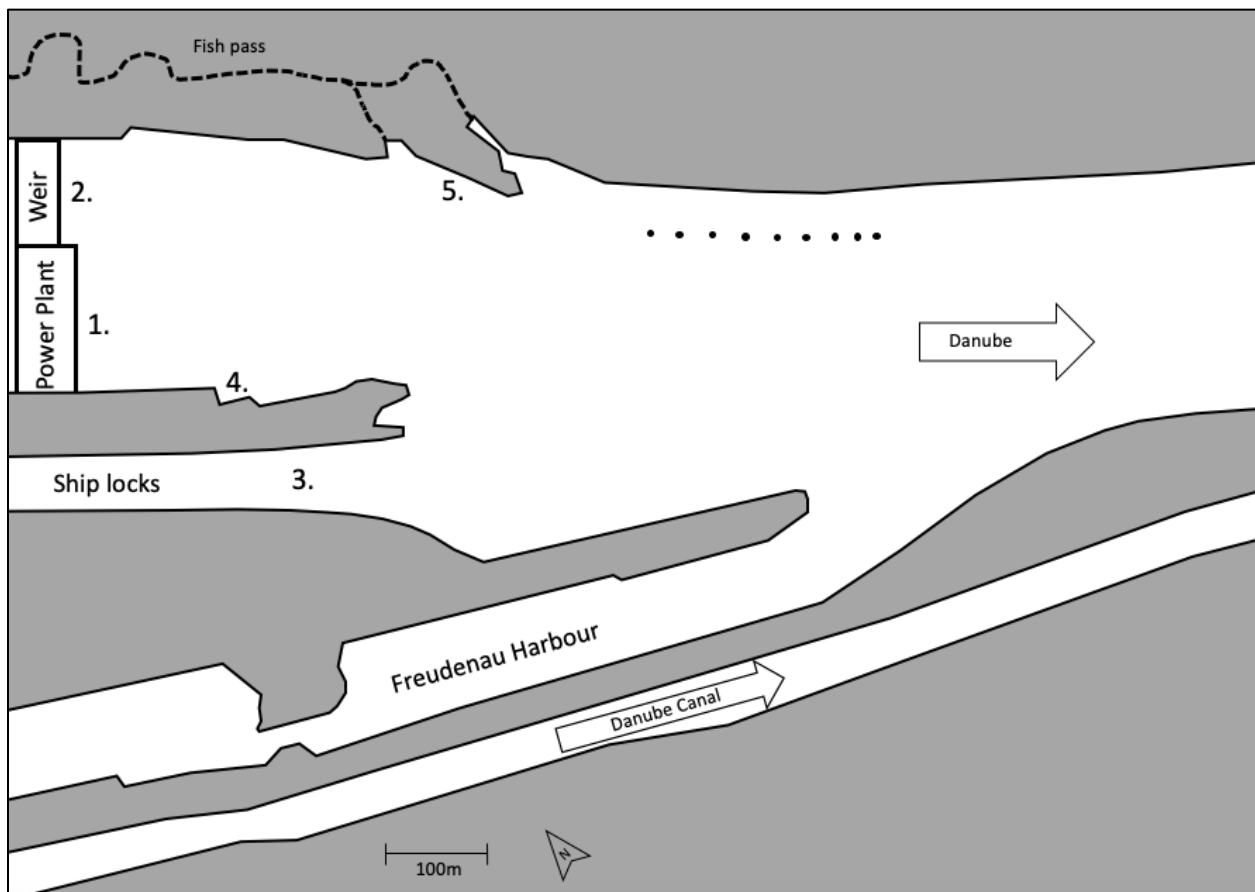 Fish pass
Weir
2.
5.
Power Plant
1.
Danube
4.
Ship locks
3.
Freudenau Harbour
Danube Canal
N
100m